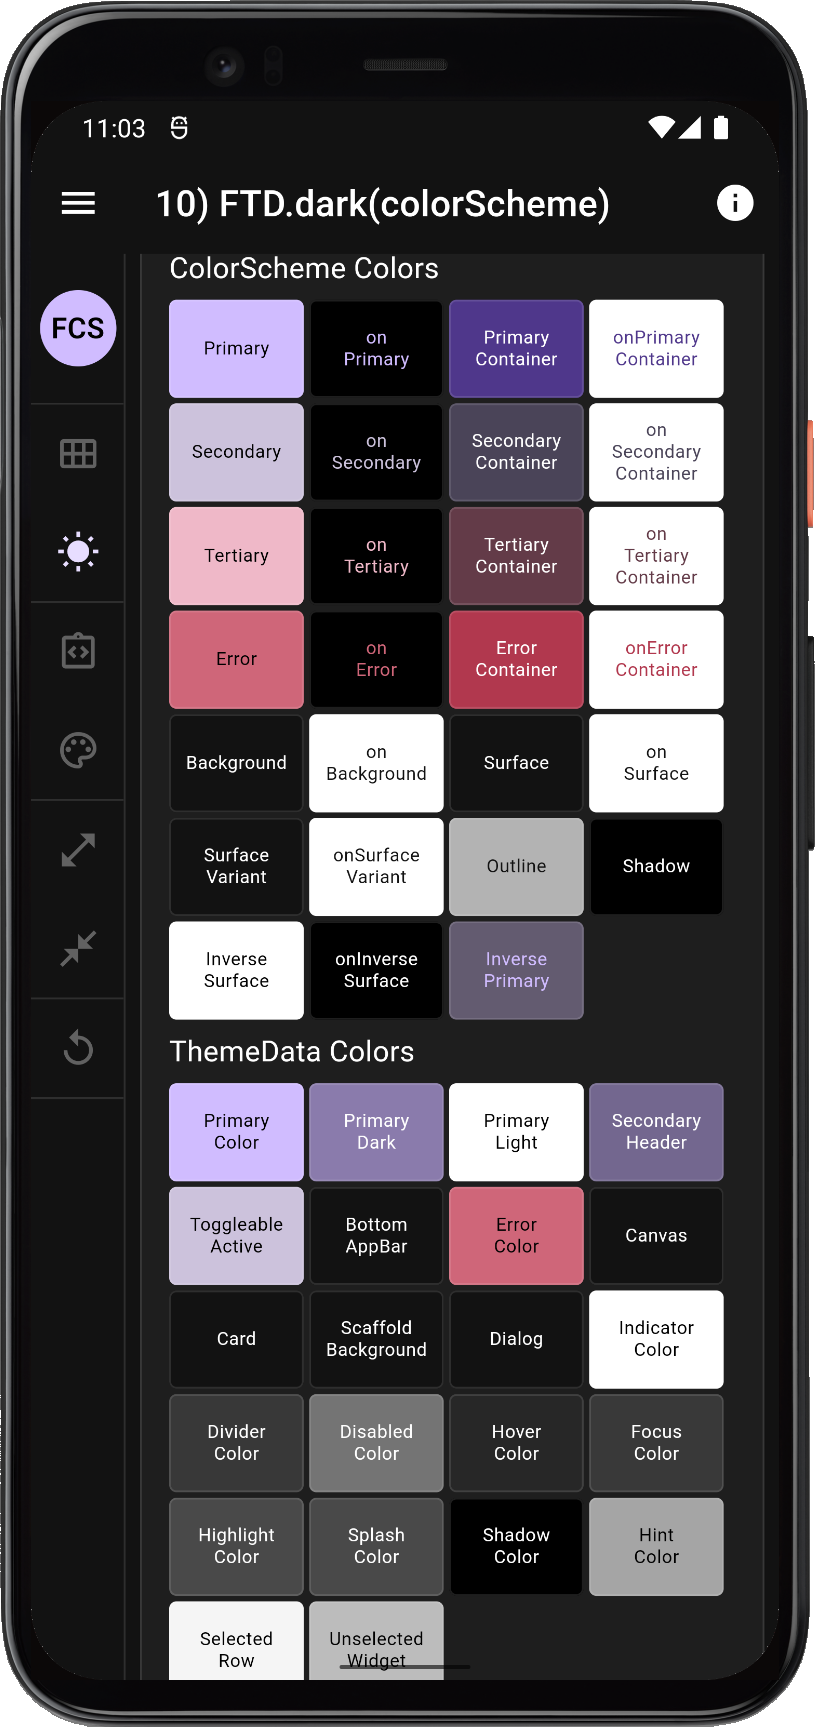 11:03
10) FTD.dark(colorScheme)
FCS
ColorScheme Colors
Primary
on
Primary
Primary
Container
onPrimary
Container
Secondary
on
Secondary
Secondary
Container
on
Secondary
Container
Tertiary
on
Tertiary
Tertiary
Container
on
Tertiary
Container
Error
on
Error
Error
Container
onError
Container
Background
on
Background
Surface
on
Surface
Surface
Variant
onSurface
Variant
Outline
Shadow
Inverse
Surface
onInverse
Surface
Inverse
Primary
ThemeData Colors
Primary
Color
Primary
Dark
Primary
Light
Secondary
Header
Toggleable
Active
Bottom
AppBar
Error
Color
Canvas
Card
Scaffold
Background
Dialog
Indicator
Color
Divider
Color
Disabled
Color
Hover
Color
Focus
Color
Highlight
Color
Splash
Color
Shadow
Color
Hint
Color
Selected
Row
Unselected
Widget